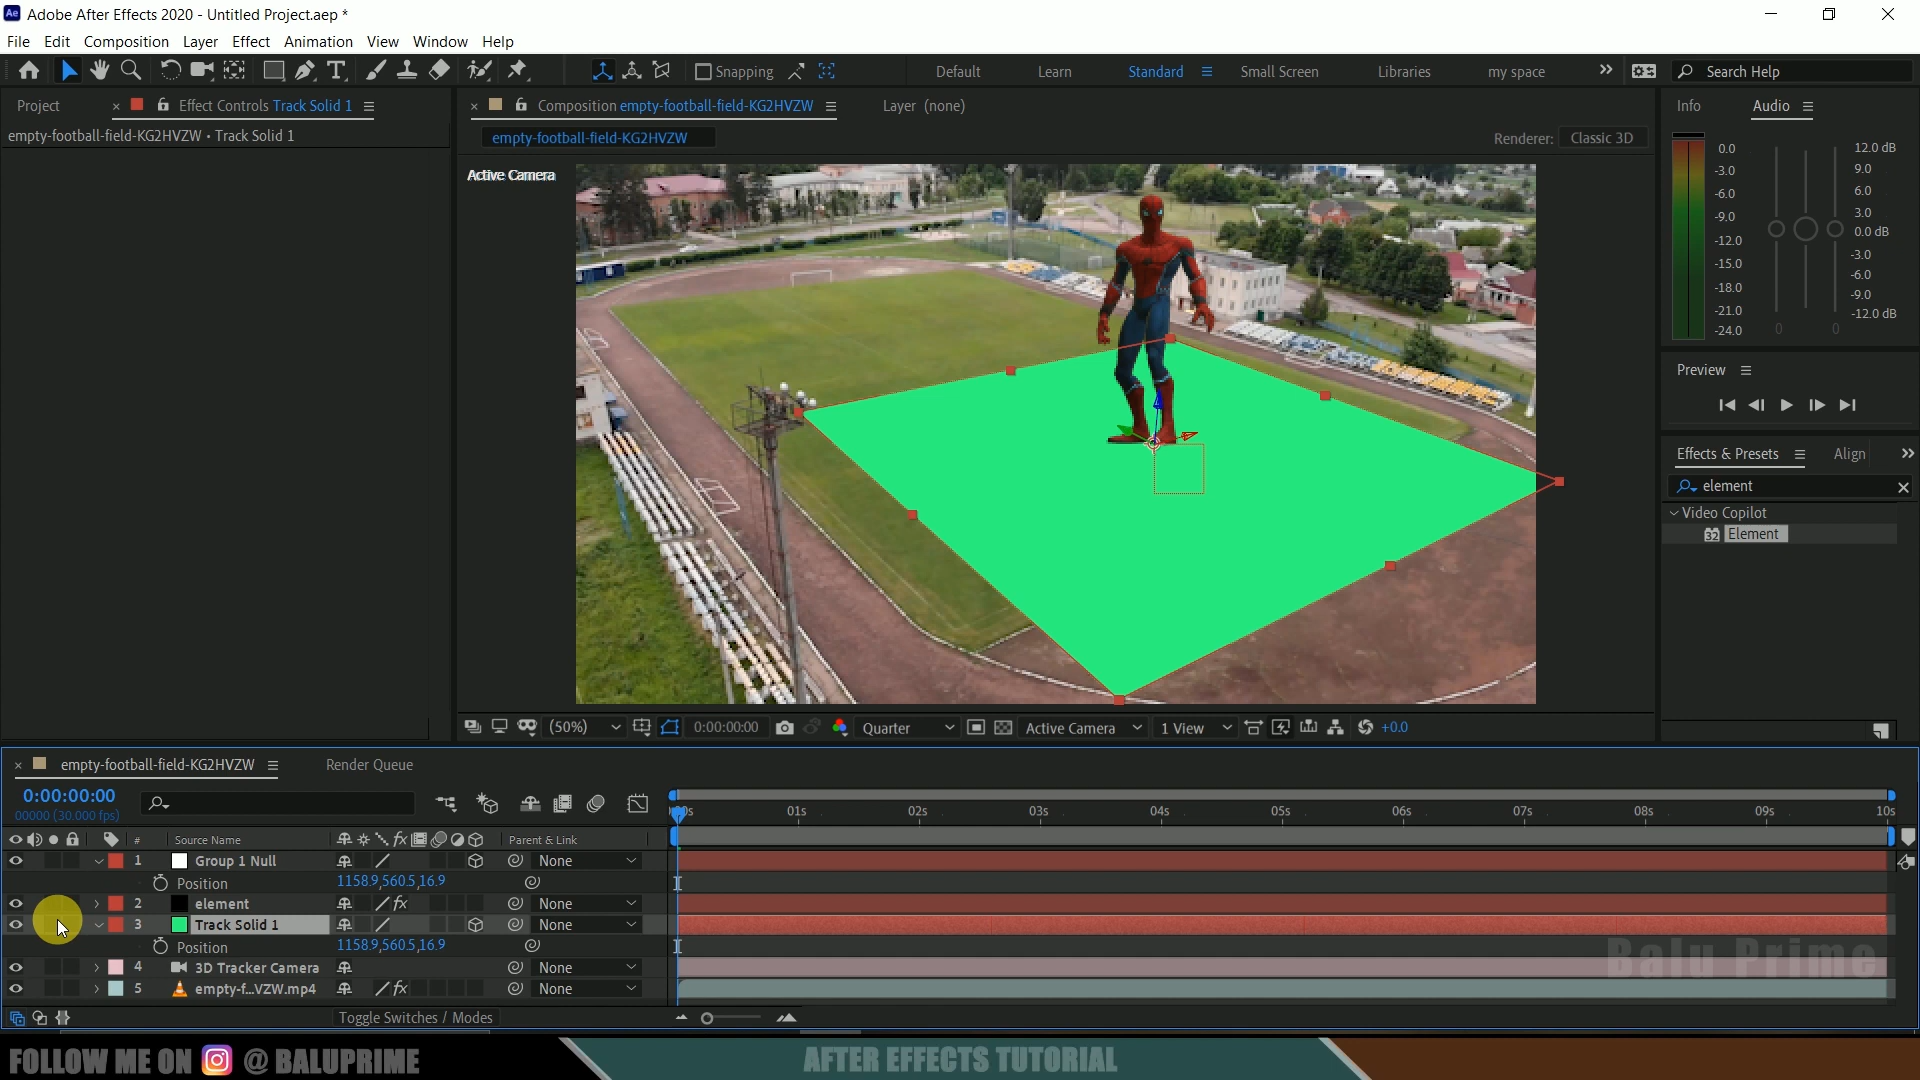 Ae Adobe After Effects 2020 - Untitled Project.aep *
File Edit Composition Layer Effect Animation View Window Help
Snapping Default Learn Standard Small Screen Libraries my space Search Help
Project Effect Controls Track Solid 1
empty-football-field-KG2HVZW • Track Solid 1
Composition empty-football-field-KG2HVZW Layer (none)
empty-football-field-KG2HVZW
Renderer: Classic 3D
Active Camera
Info Audio
0.0 12.0 dB
-3.0 9.0
-6.0 6.0
-9.0 3.0
-12.0 0.0 dB
-15.0 -3.0
-18.0 -6.0
-21.0 -9.0
-24.0 -12.0 dB
0 0
Preview
Effects & Presets Align
element
Video Copilot
32 Element
(50%) 0:00:00:00 Quarter Active Camera 1 View +0.0
empty-football-field-KG2HVZW Render Queue
0:00:00:00
00000 (30.000 fps)
01s 02s 03s 04s 05s 06s 07s 08s 09s 10s
# Source Name fx Parent & Link
1 Group 1 Null None
Position 1158.9,560.5,16.9
2 element fx None
3 Track Solid 1 None
Position 1158.9,560.5,16.9
4 3D Tracker Camera None
5 empty-f...VZW.mp4 fx None
Toggle Switches / Modes
Balu Prime
FOLLOW ME ON @ BALUPRIME
AFTER EFFECTS TUTORIAL